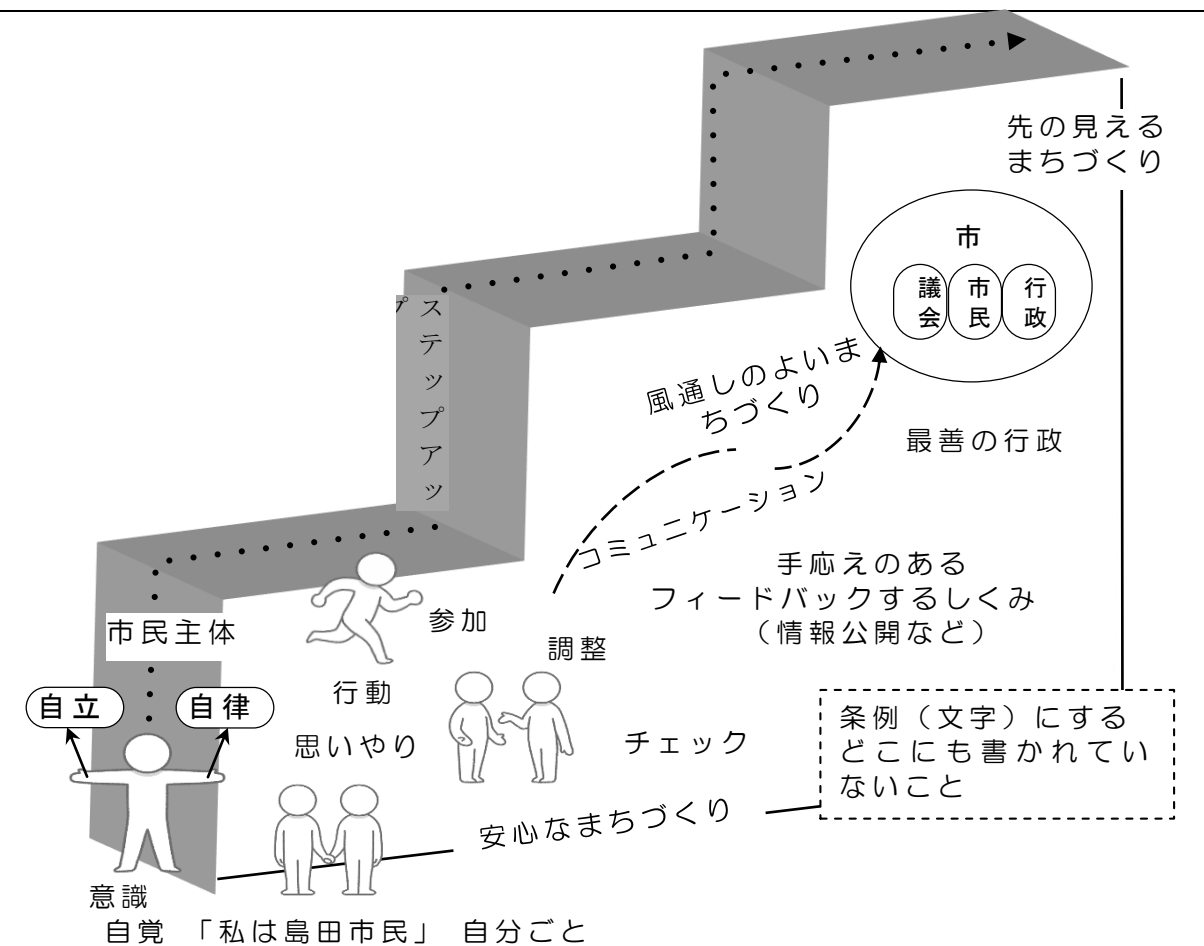 先の見える
まちづくり
市
議会
市民
行政
ステップアップ
風通しのよいま
ちづくり
最善の行政
コミュニケーション
手応えのある
フィードバックするしくみ
（情報公開など）
市民主体
参加
調整
自立
自律
行動
思いやり
チェック
条例（文字）にする
どこにも書かれてい
ないこと
安心なまちづくり
意識
自覚 「私は島田市民」 自分ごと